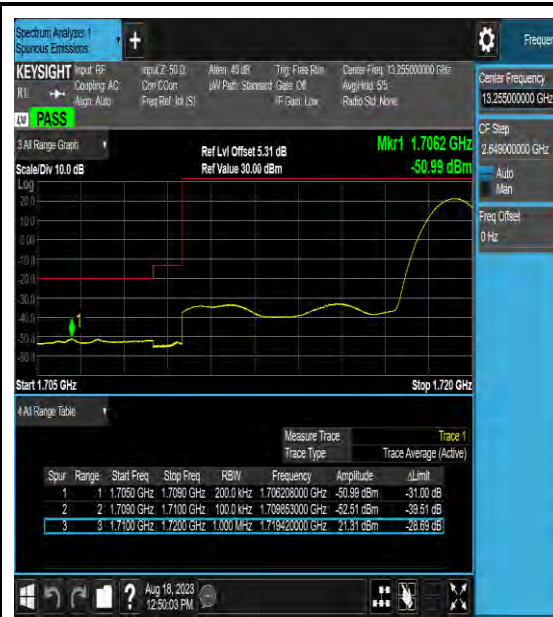 Spectrum Analyzer 1
Spurious Emissions
+
Frequen
KEYSIGHT Input: RF Input Z: 50 Ω Atten: 40 dB Trig: Free Run Center Freq: 13.255000000 GHz
RL Coupling: AC Corr CCorr µW Path: Standard Gate: Off Avg|Hold: 5/5
Align: Auto Freq Ref: Int (S) IF Gain: Low Radio Std: None
LW PASS
Center Frequency
13.255000000 GHz
CF Step
2.649000000 GHz
Auto
Man
Freq Offset
0 Hz
3 All Range Graph
Ref Lvl Offset 5.31 dB Mkr1 1.7062 GHz
Scale/Div 10.0 dB Ref Value 30.00 dBm -50.99 dBm
Log
20.0
10.0
0.00
-10.0
-20.0
-30.0
-40.0
-50.0
-60.0
1
Start 1.705 GHz Stop 1.720 GHz
4 All Range Table
Measure Trace Trace 1
Trace Type Trace Average (Active)
Spur Range Start Freq Stop Freq RBW Frequency Amplitude ΔLimit
1 1 1.7050 GHz 1.7090 GHz 200.0 kHz 1.706208000 GHz -50.99 dBm -31.00 dB
2 2 1.7090 GHz 1.7100 GHz 100.0 kHz 1.709853000 GHz -52.51 dBm -39.51 dB
3 3 1.7100 GHz 1.7200 GHz 1.000 MHz 1.719420000 GHz 21.31 dBm -28.69 dB
? Aug 18, 2023
12:50:03 PM